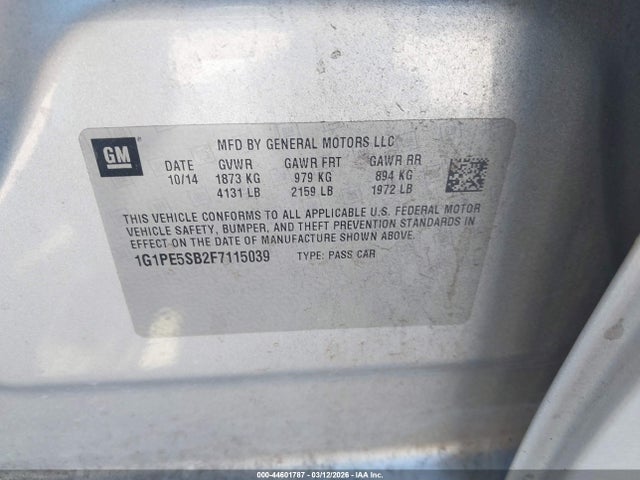 GM
MFD BY GENERAL MOTORS LLC
DATE GVWR GAWR FRT GAWR RR
10/14 1873 KG 979 KG 894 KG
4131 LB 2159 LB 1972 LB
THIS VEHICLE CONFORMS TO ALL APPLICABLE U.S. FEDERAL MOTOR
VEHICLE SAFETY, BUMPER, AND THEFT PREVENTION STANDARDS IN
EFFECT ON THE DATE OF MANUFACTURE SHOWN ABOVE.
1G1PE5SB2F7115039 TYPE: PASS CAR
000-44601787 - 03/12/2026 - IAA Inc.